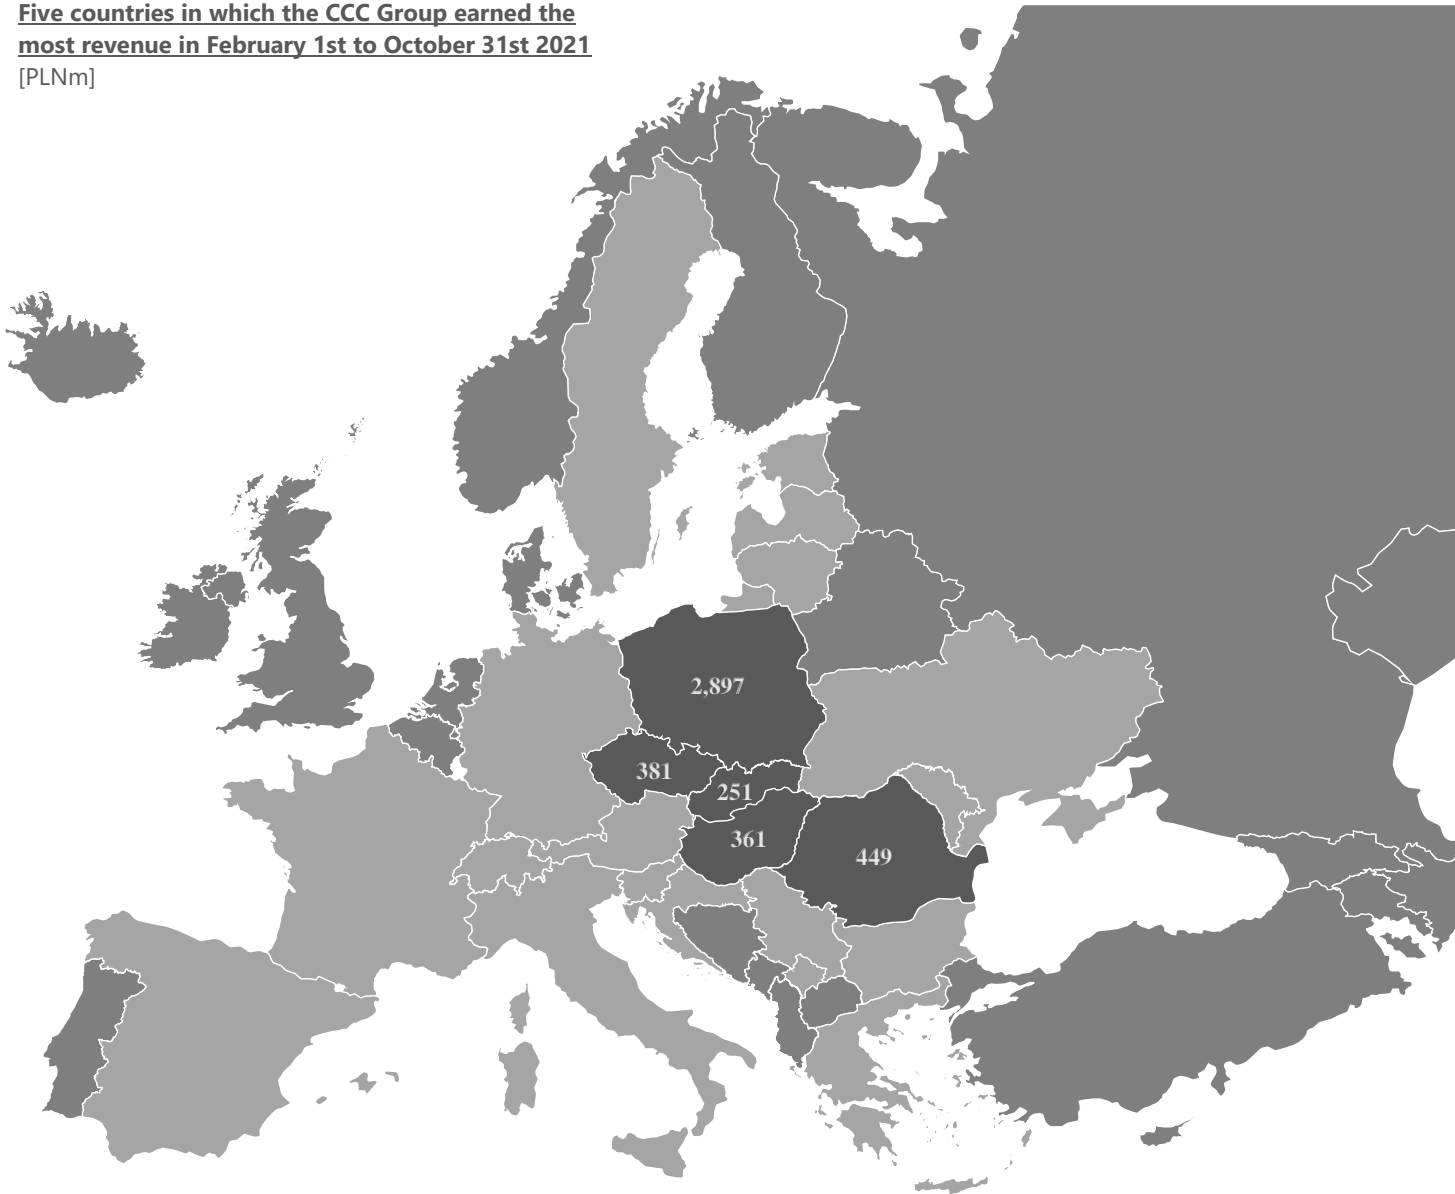 Five countries in which the CCC Group earned the
most revenue in February 1st to October 31st 2021
[PLNm]
2,897
381
251
361
449